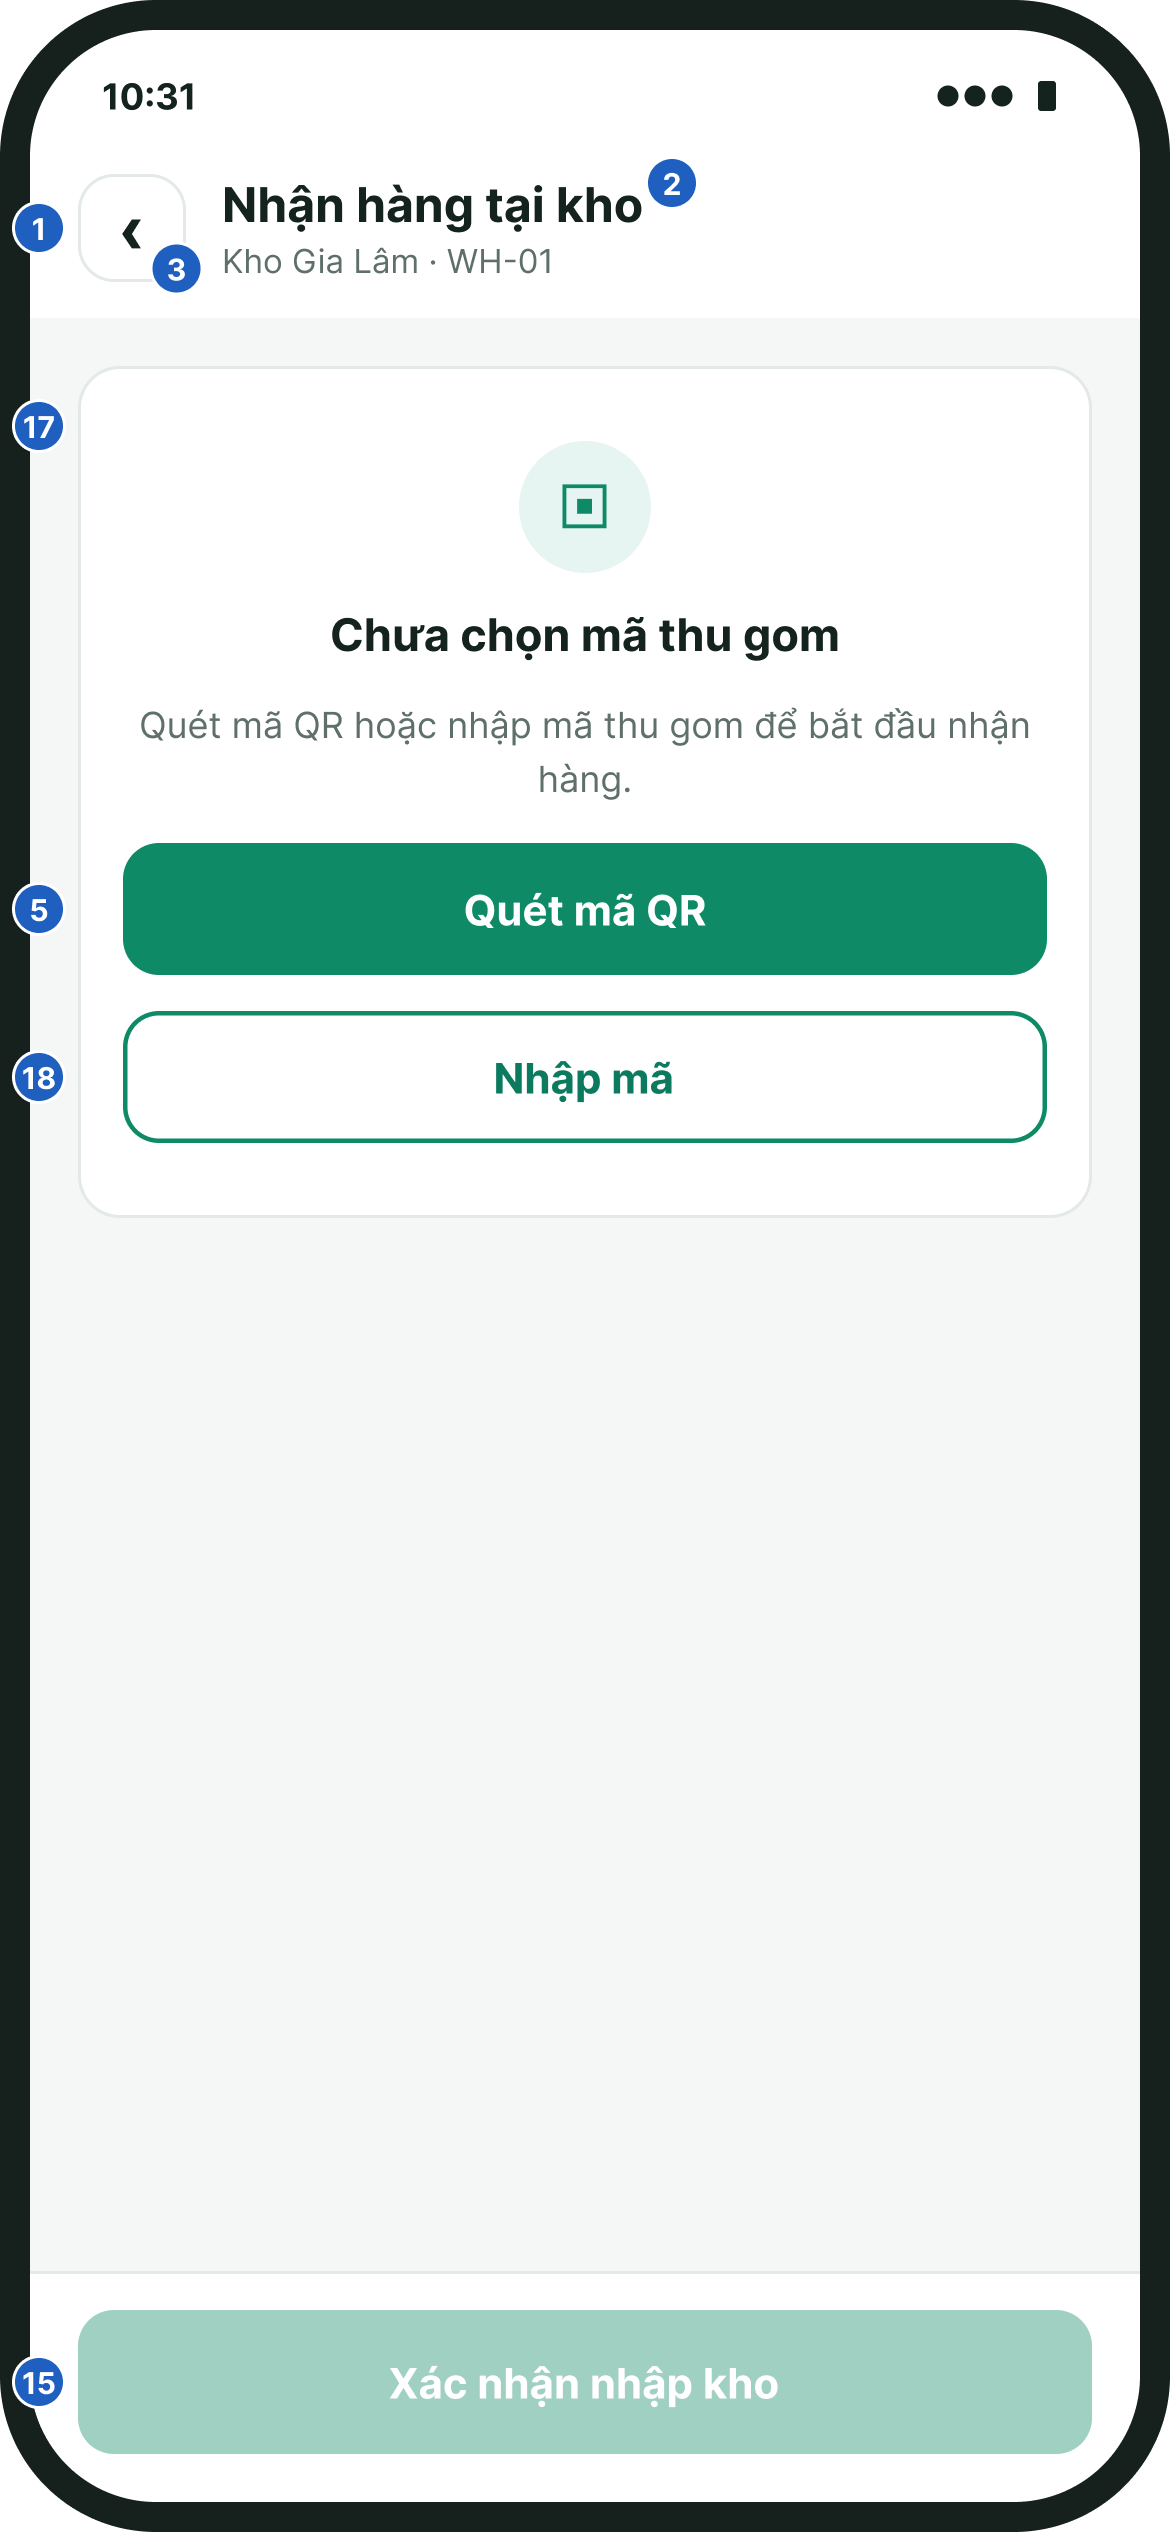 10:31
1
Nhận hàng tại kho
2
3
Kho Gia Lâm · WH-01
17
Chưa chọn mã thu gom
Quét mã QR hoặc nhập mã thu gom để bắt đầu nhận
hàng.
5
Quét mã QR
18
Nhập mã
15
Xác nhận nhập kho